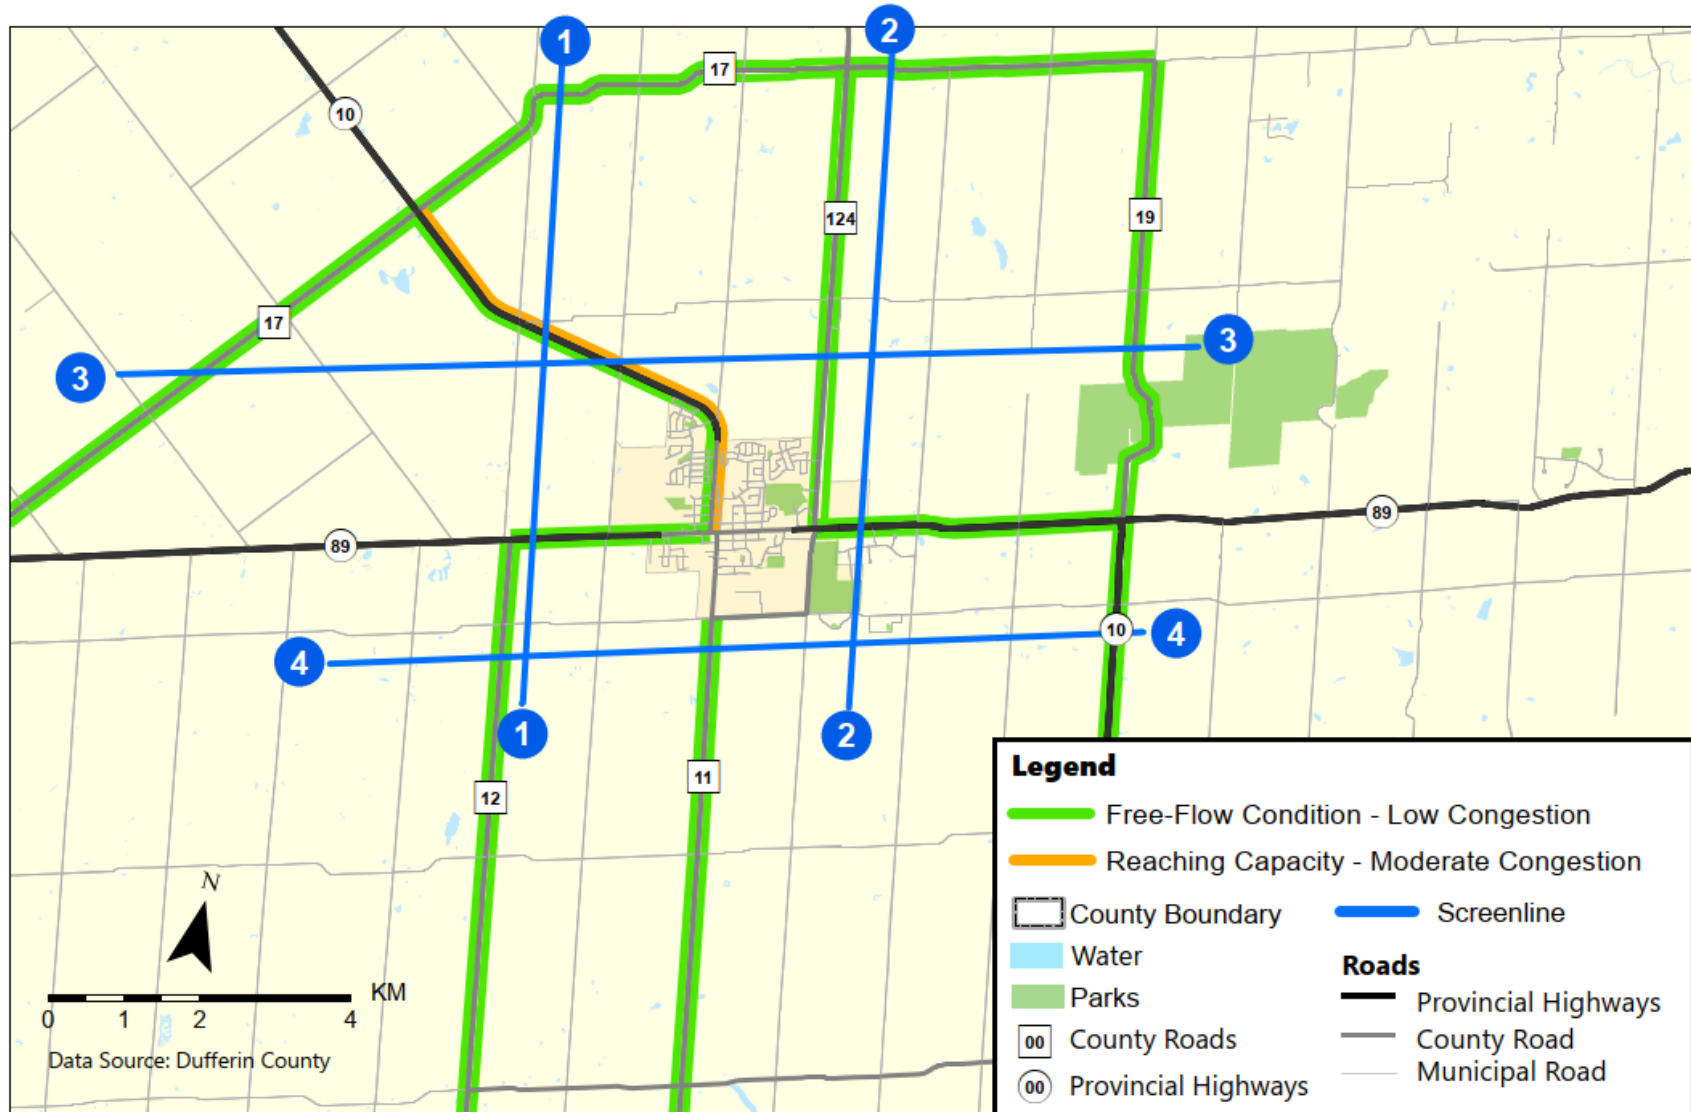 1
2
17
10
124
19
17
3
3
89
89
4
10
4
1
2
11
12
N
KM
0 1 2 4
Data Source: Dufferin County
Legend
Free-Flow Condition - Low Congestion
Reaching Capacity - Moderate Congestion
County Boundary
Screenline
Water
Roads
Parks
Provincial Highways
00 County Roads
County Road
00 Provincial Highways
Municipal Road